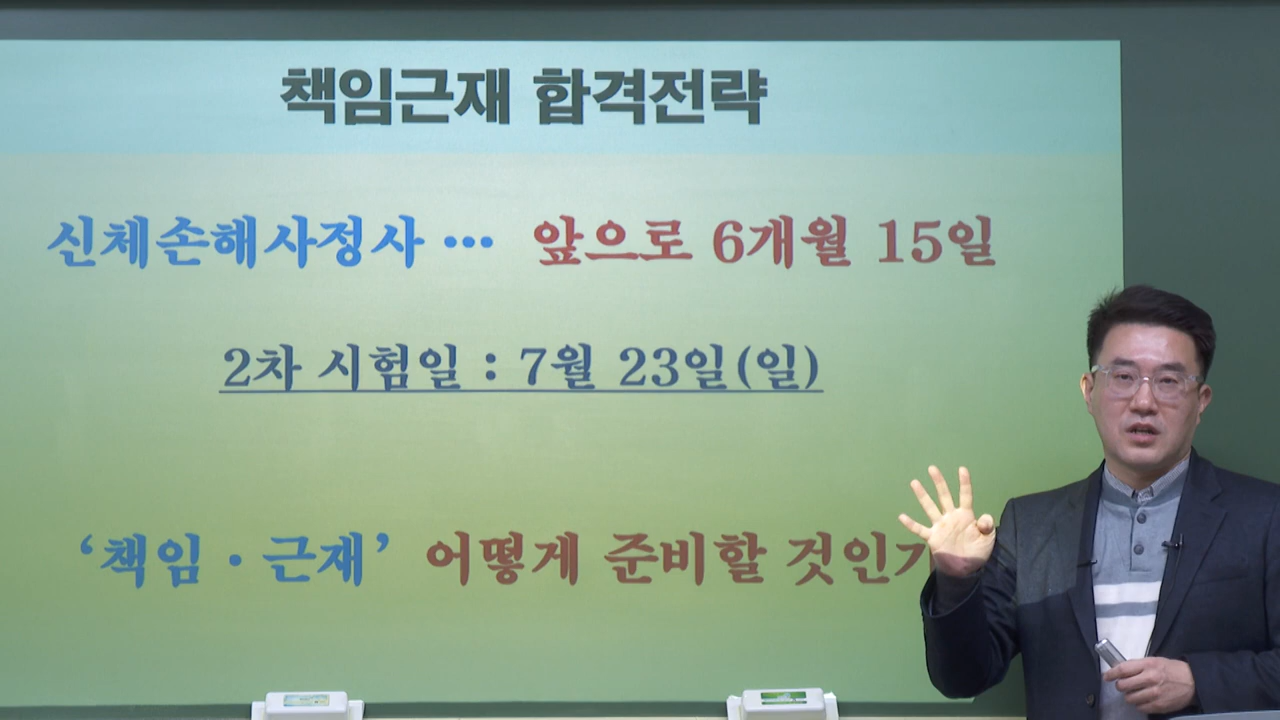 책임근재 합격전략
신체손해사정사 … 앞으로 6개월 15일
2차 시험일 : 7월 23일(일)
‘책임 · 근재’ 어떻게 준비할 것인가